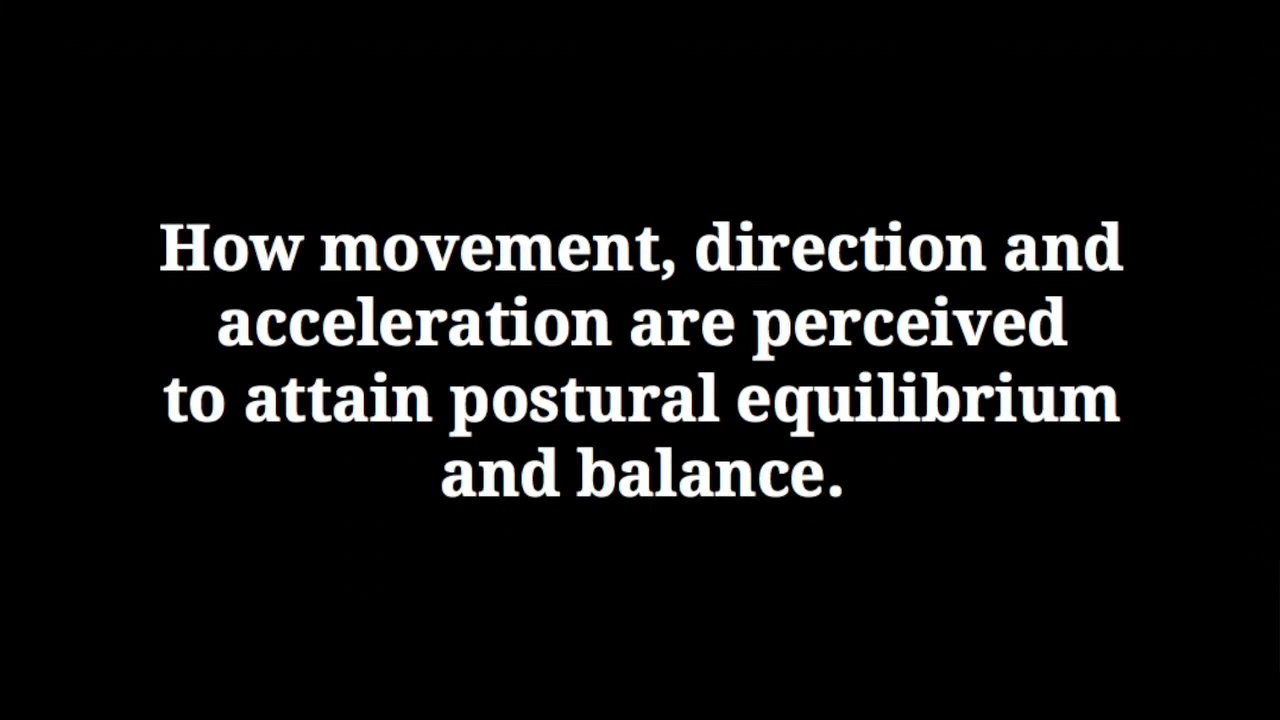 How movement, direction and
acceleration are perceived
to attain postural equilibrium
and balance.